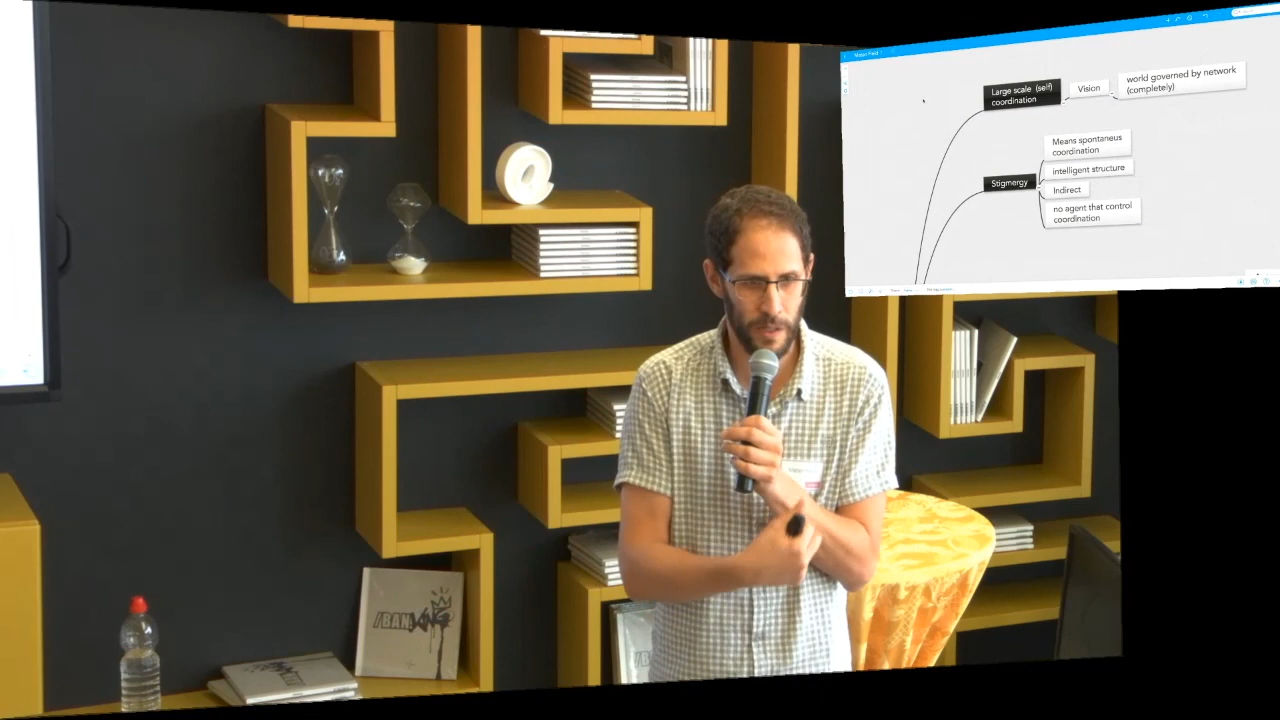 Large scale (self)
coordination
Vision
world governed by network
(completely)
Means spontaneus
coordination
intelligent structure
Stigmergy
Indirect
no agent that control
coordination
@
/BANKING